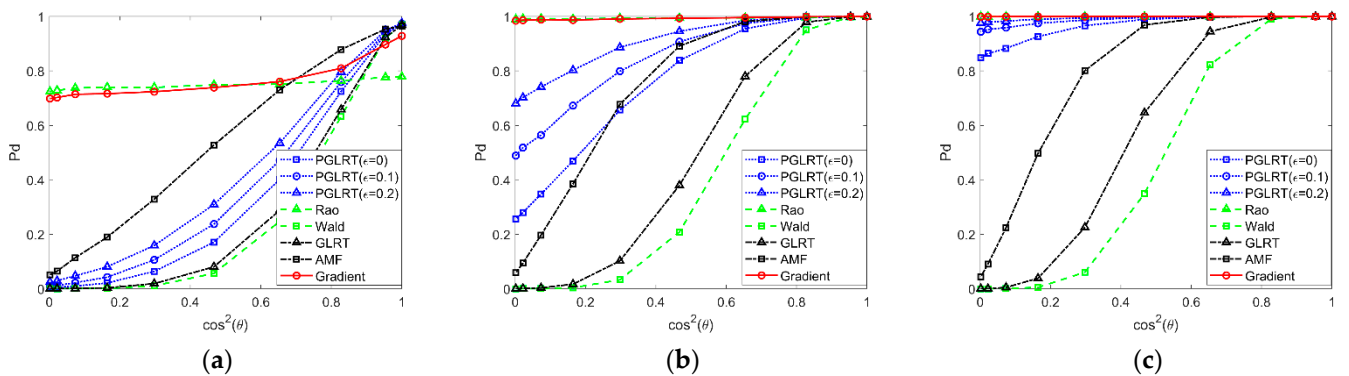 1
0.8
0.6
0.4
0.2
0
Pd
0 0.2 0.4 0.6 0.8 1
cos²(θ)
PGLRT(ϵ=0)
PGLRT(ϵ=0.1)
PGLRT(ϵ=0.2)
Rao
Wald
GLRT
AMF
Gradient
(a)
1
0.8
0.6
0.4
0.2
0
Pd
0 0.2 0.4 0.6 0.8 1
cos²(θ)
PGLRT(ϵ=0)
PGLRT(ϵ=0.1)
PGLRT(ϵ=0.2)
Rao
Wald
GLRT
AMF
Gradient
(b)
1
0.8
0.6
0.4
0.2
0
Pd
0 0.2 0.4 0.6 0.8 1
cos²(θ)
PGLRT(ϵ=0)
PGLRT(ϵ=0.1)
PGLRT(ϵ=0.2)
Rao
Wald
GLRT
AMF
Gradient
(c)